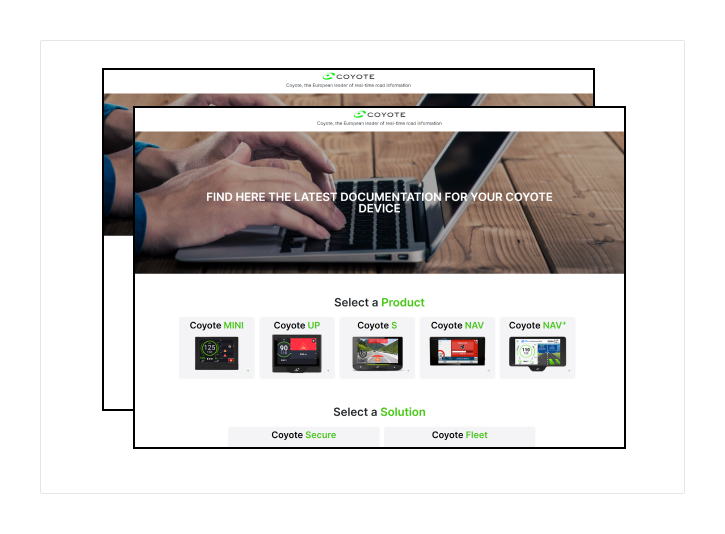 COYOTE
Coyote, the European leader of real-time road information
COYOTE
Coyote, the European leader of real-time road information
FIND HERE THE LATEST DOCUMENTATION FOR YOUR COYOTE
DEVICE
Select a Product
Coyote MINI
Coyote UP
Coyote S
Coyote NAV
Coyote NAV+
125
90
Select a Solution
Coyote Secure
Coyote Fleet